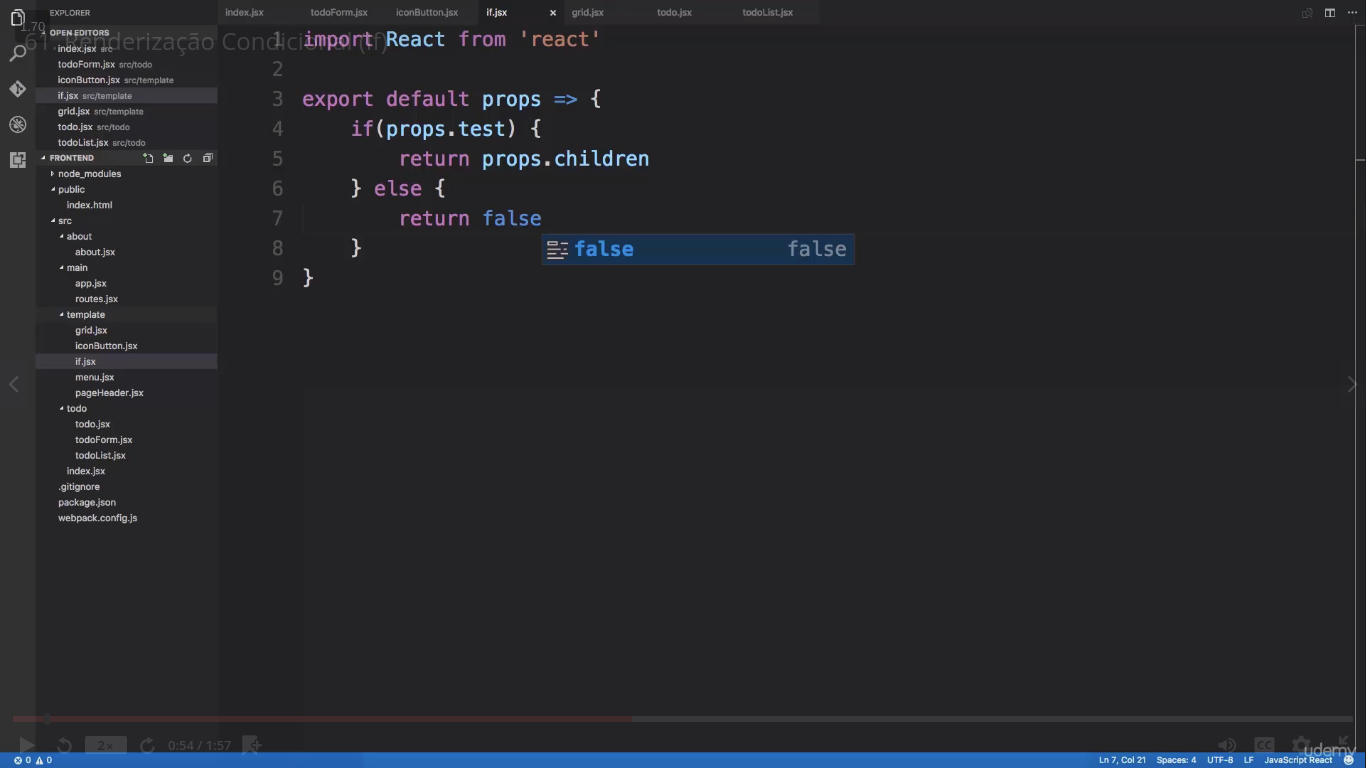 EXPLORER
index.jsx
todoForm.jsx
iconButton.jsx
if.jsx
×
grid.jsx
todo.jsx
todoList.jsx
1.70
OPEN EDITORS
61. Renderização Condicional (if)
index.jsx src
todoForm.jsx src/todo
iconButton.jsx src/template
if.jsx src/template
grid.jsx src/template
todo.jsx src/todo
todoList.jsx src/todo
FRONTEND
node_modules
public
index.html
src
about
about.jsx
main
app.jsx
routes.jsx
template
grid.jsx
iconButton.jsx
if.jsx
menu.jsx
pageHeader.jsx
todo
todo.jsx
todoForm.jsx
todoList.jsx
index.jsx
.gitignore
package.json
webpack.config.js
1 import React from 'react'
2
3 export default props => {
4 if(props.test) {
5 return props.children
6 } else {
7 return false
8 }
false false
9 }
2x
0:54 / 1:57
CC
udemy
0 0
Ln 7, Col 21 Spaces: 4 UTF-8 LF JavaScript React